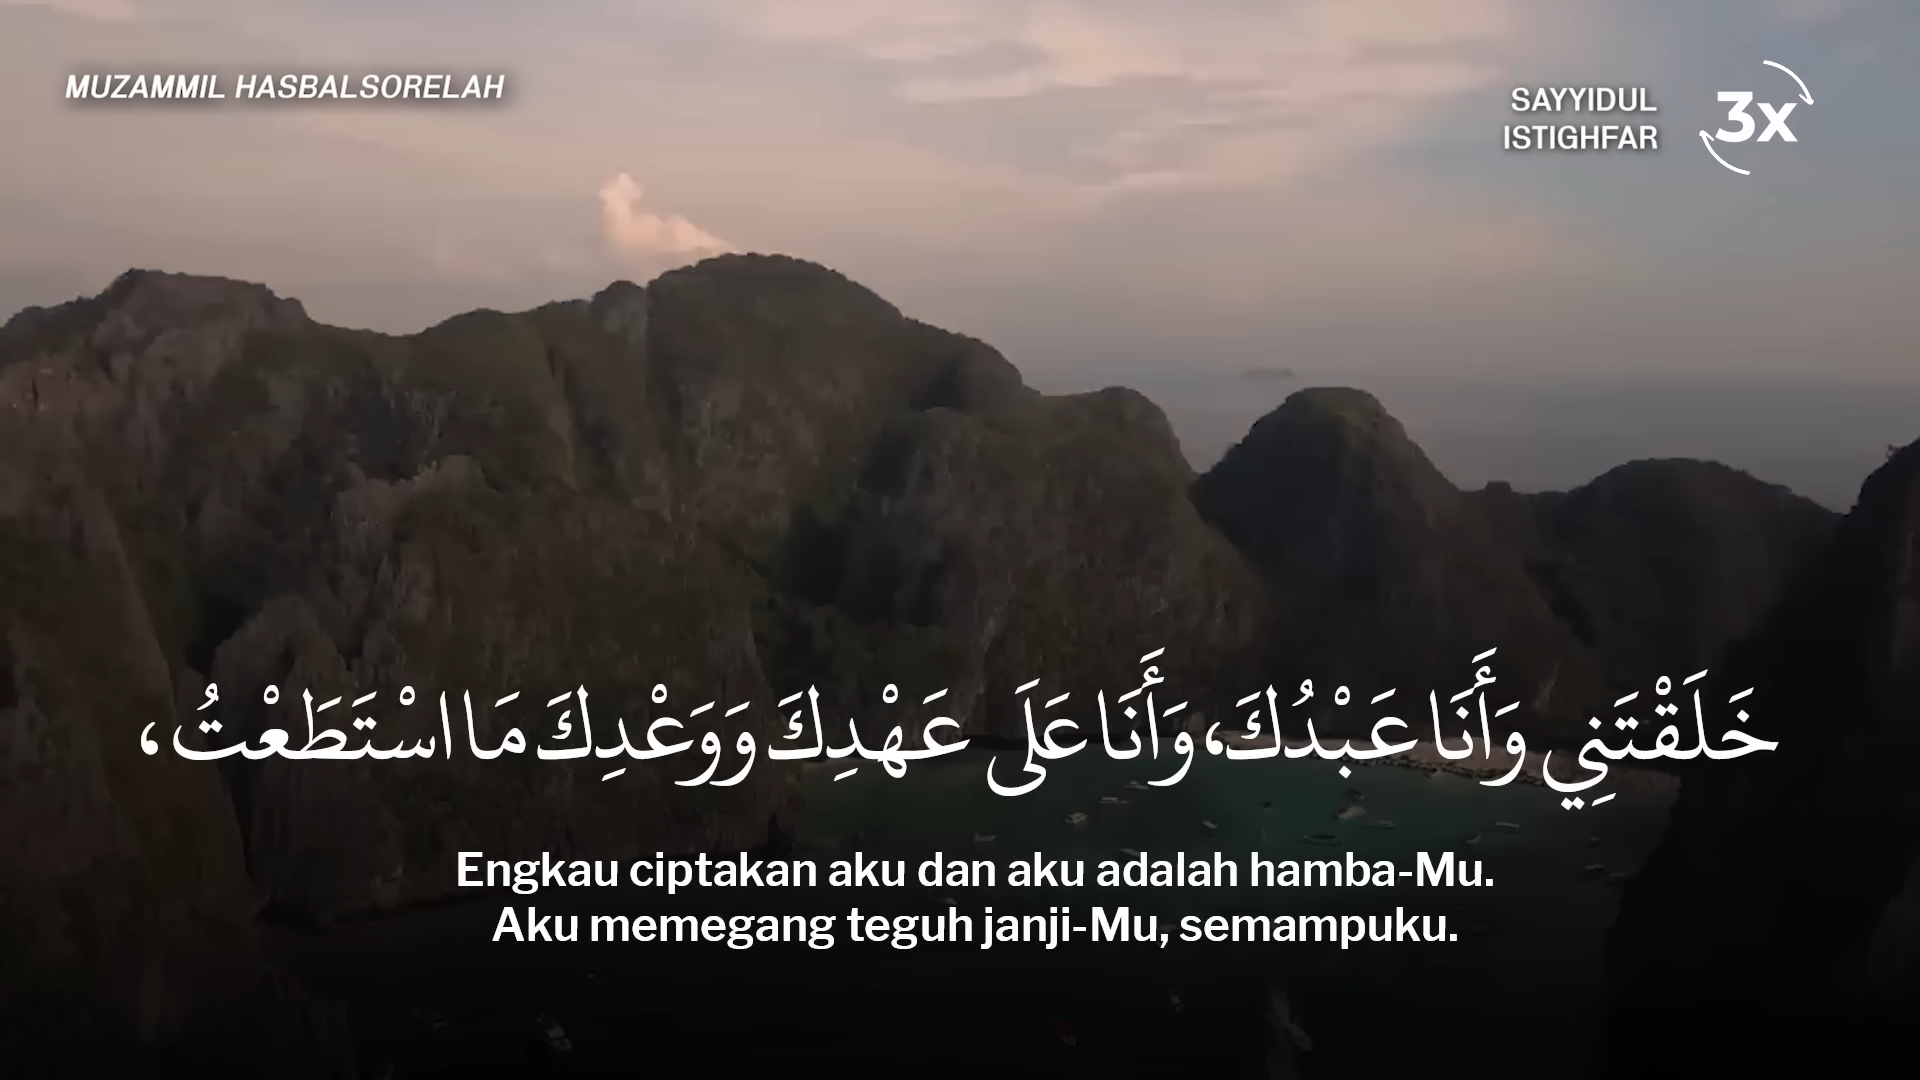 MUZAMMIL HASBALSORELAH
SAYYIDUL
ISTIGHFAR
3x
خَلَقْتَنِي وَأَنَا عَبْدُكَ، وَأَنَا عَلَى عَهْدِكَ وَوَعْدِكَ مَا اسْتَطَعْتُ،
Engkau ciptakan aku dan aku adalah hamba-Mu.
Aku memegang teguh janji-Mu, semampuku.